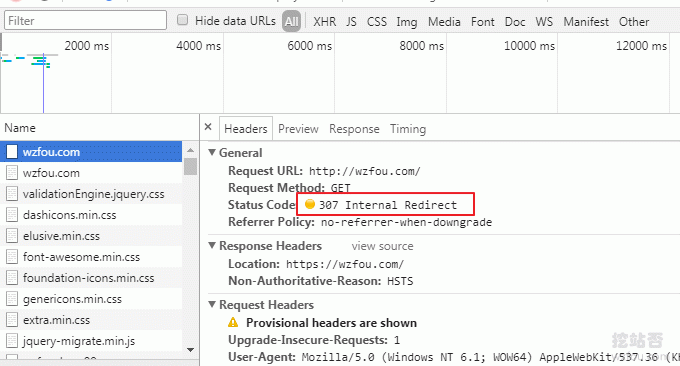 Filter
Hide data URLs All XHR JS CSS Img Media Font Doc WS Manifest Other
2000 ms 4000 ms 6000 ms 8000 ms 10000 ms 12000 ms
Name
× Headers Preview Response Timing
wzfou.com
wzfou.com
validationEngine.jquery.css
dashicons.min.css
elusive.min.css
font-awesome.min.css
foundation-icons.min.css
genericons.min.css
extra.min.css
jquery-migrate.min.js
General
Request URL: http://wzfou.com/
Request Method: GET
Status Code: 307 Internal Redirect
Referrer Policy: no-referrer-when-downgrade
Response Headers view source
Location: https://wzfou.com/
Non-Authoritative-Reason: HSTS
Request Headers
Provisional headers are shown
Upgrade-Insecure-Requests: 1
User-Agent: Mozilla/5.0 (Windows NT 6.1; WOW64) AppleWebKit/537.36 (K
挖站否